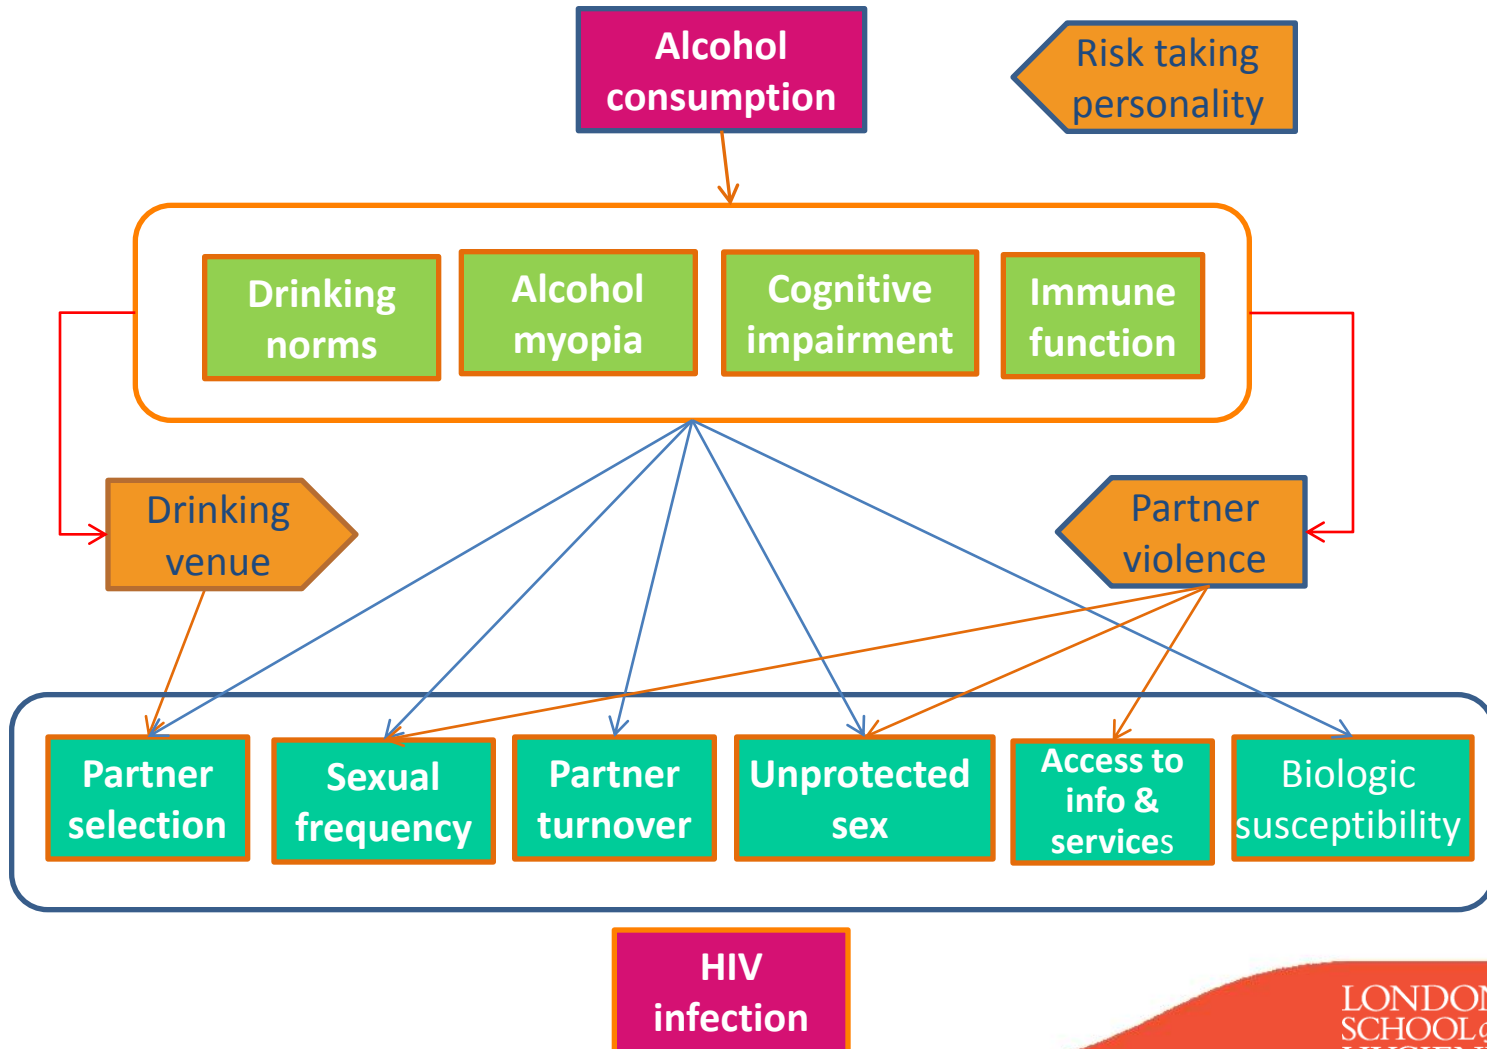 Alcohol
consumption
Risk taking
personality
Drinking
norms
Alcohol
myopia
Cognitive
impairment
Immune
function
Drinking
venue
Partner
violence
Partner
selection
Sexual
frequency
Partner
turnover
Unprotected
sex
Access to
info &
services
Biologic
susceptibility
HIV
infection
LONDON
SCHOOL